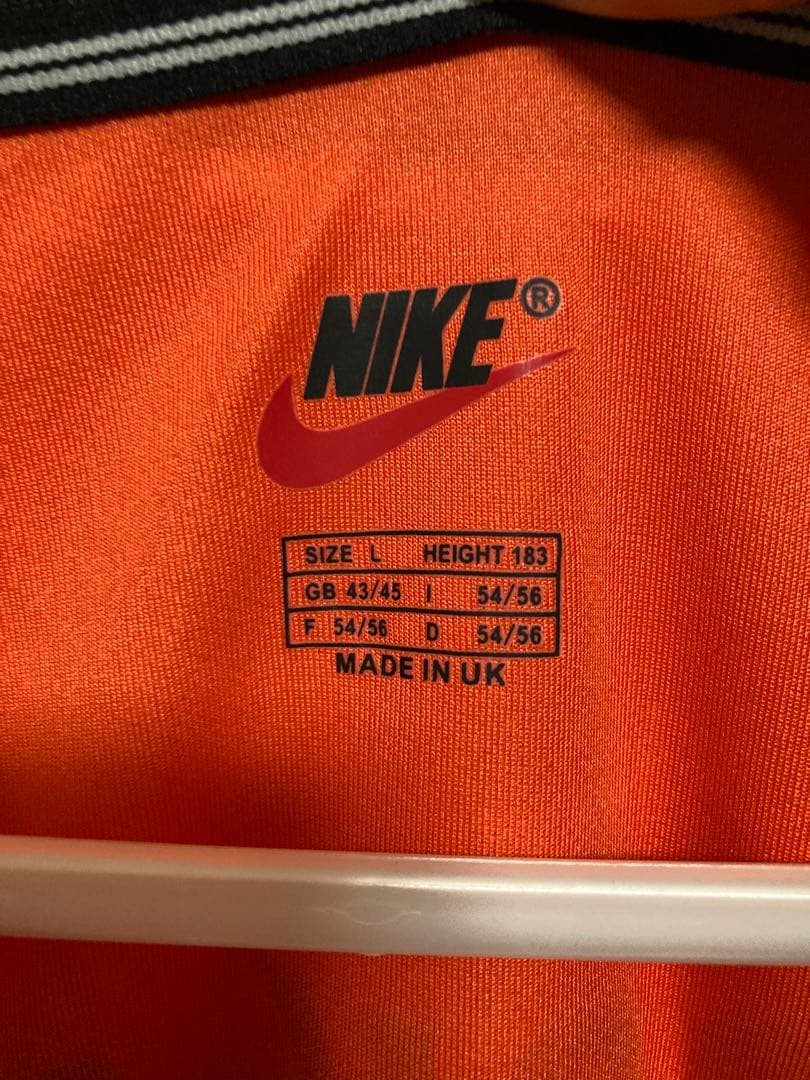 NIKE®
SIZE L HEIGHT 183
GB 43/45 I 54/56
F 54/56 D 54/56
MADE IN UK